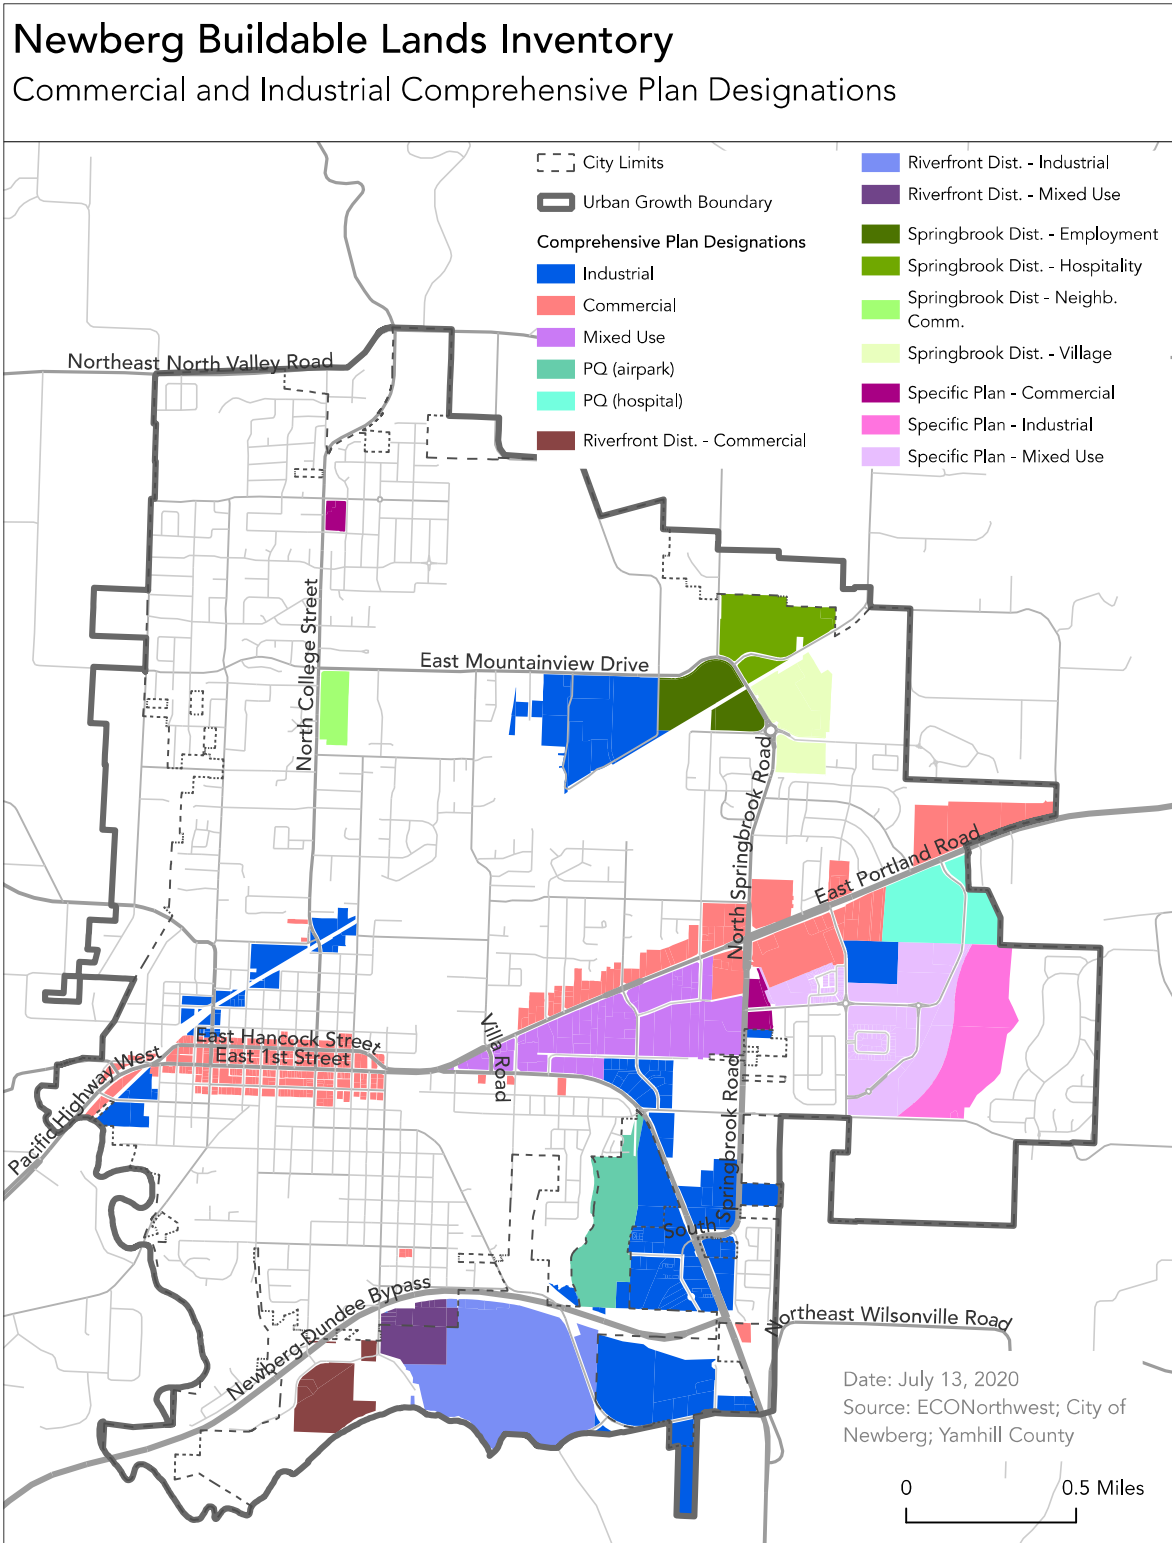 Newberg Buildable Lands Inventory
Commercial and Industrial Comprehensive Plan Designations
City Limits
Urban Growth Boundary
Comprehensive Plan Designations
Industrial
Commercial
Mixed Use
PQ (airpark)
PQ (hospital)
Riverfront Dist. - Commercial
Riverfront Dist. - Industrial
Riverfront Dist. - Mixed Use
Springbrook Dist. - Employment
Springbrook Dist. - Hospitality
Springbrook Dist - Neighb.
Comm.
Springbrook Dist. - Village
Specific Plan - Commercial
Specific Plan - Industrial
Specific Plan - Mixed Use
Northeast North Valley Road
North College Street
East Mountainview Drive
North Springbrook Road
East Portland Road
Villa Road
East Hancock Street
East 1st Street
Pacific Highway West
South Springbrook Road
Newberg-Dundee Bypass
Northeast Wilsonville Road
Date: July 13, 2020
Source: ECONorthwest; City of
Newberg; Yamhill County
0 0.5 Miles